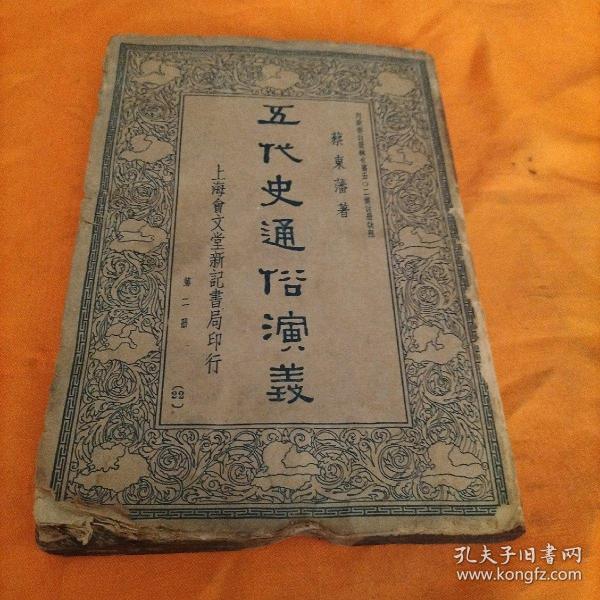 蔡東藩著
五代史通俗演義
上海會文堂新記書局印行
第二册
(22)
孔夫子旧书网
www.kongfz.com